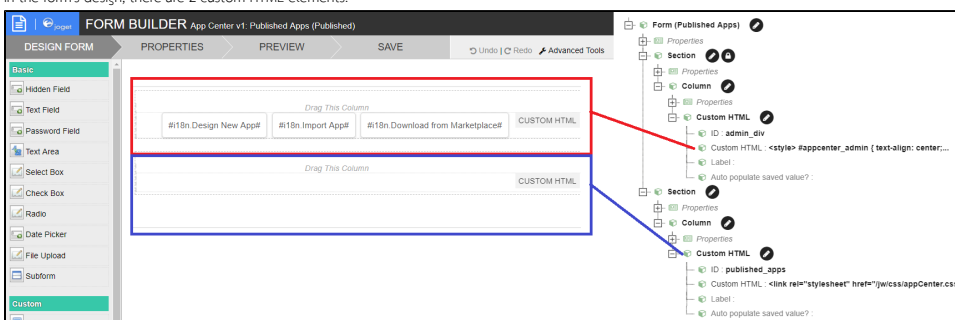 In the form's design, there are 2 custom HTML elements.
joget FORM BUILDER App Center v1: Published Apps (Published)
DESIGN FORM PROPERTIES PREVIEW SAVE Undo | Redo Advanced Tools
Basic
Hidden Field
Text Field
Password Field
Text Area
Select Box
Check Box
Radio
Date Picker
File Upload
Subform
Custom
Drag This Column
#i18n.Design New App# #i18n.Import App# #i18n.Download from Marketplace# CUSTOM HTML
Drag This Column
CUSTOM HTML
Form (Published Apps)
Properties
Section
Properties
Column
Properties
Custom HTML
ID : admin_div
Custom HTML : <style> #appcenter_admin { text-align: center;...
Label :
Auto populate saved value? :
Section
Properties
Column
Properties
Custom HTML
ID : published_apps
Custom HTML : <link rel="stylesheet" href="/jw/css/appCenter.css
Label :
Auto populate saved value? :